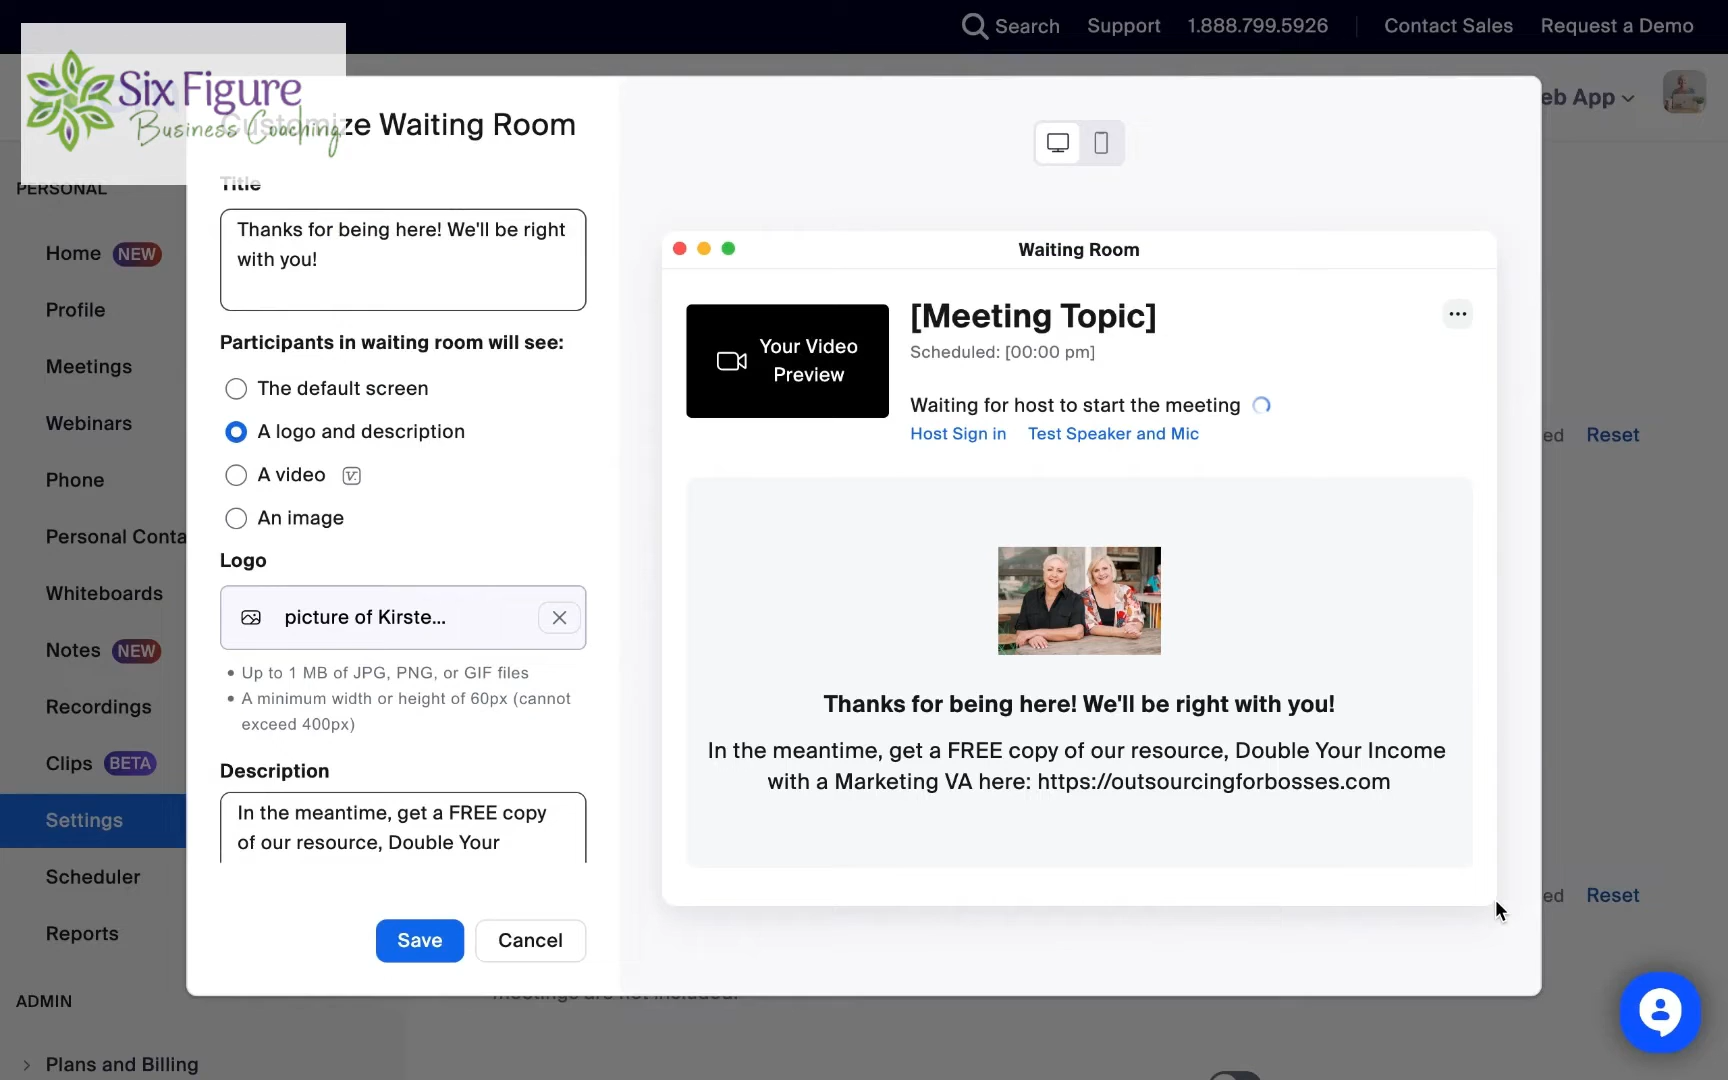 Search
Support
1.888.799.5926
Contact Sales
Request a Demo
Six Figure
Business Coaching
eb App
Customize Waiting Room
PERSONAL
Home NEW
Profile
Meetings
Webinars
Phone
Personal Conta
Whiteboards
Notes NEW
Recordings
Clips BETA
Settings
Scheduler
Reports
ADMIN
Plans and Billing
Title
Thanks for being here! We'll be right
with you!
Participants in waiting room will see:
The default screen
A logo and description
A video
An image
Logo
picture of Kirste...
• Up to 1 MB of JPG, PNG, or GIF files
• A minimum width or height of 60px (cannot
exceed 400px)
Description
In the meantime, get a FREE copy
of our resource, Double Your
Save
Cancel
Waiting Room
Your Video
Preview
[Meeting Topic]
Scheduled: [00:00 pm]
Waiting for host to start the meeting
Host Sign in
Test Speaker and Mic
Thanks for being here! We'll be right with you!
In the meantime, get a FREE copy of our resource, Double Your Income
with a Marketing VA here: https://outsourcingforbosses.com
ed Reset
ed Reset
meetings are not included.